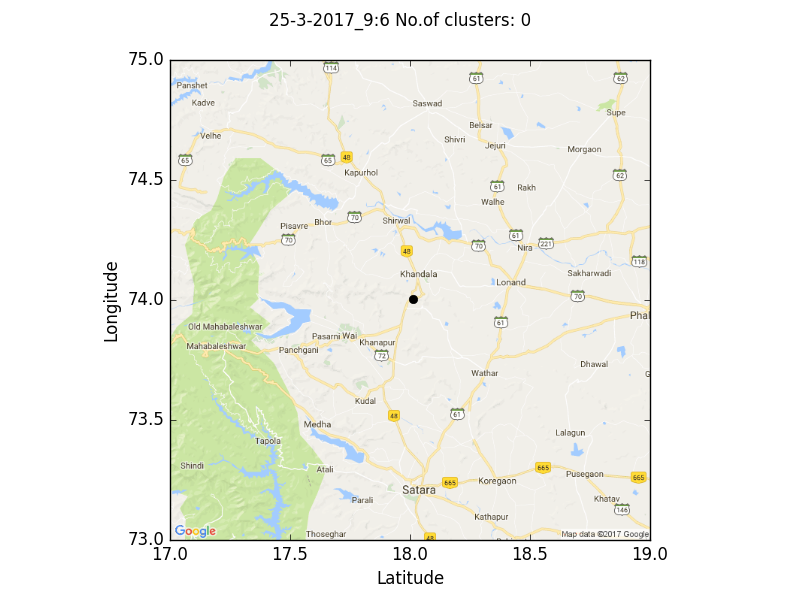 25-3-2017_9:6 No.of clusters: 0
75.0
74.5
74.0
73.5
73.0
17.0
17.5
18.0
18.5
19.0
Longitude
Latitude
114
61
62
Panshet
Kadve
Saswad
Supe
Velhe
Belsar
Shivri
Jejuri
Morgaon
65
65
48
Kapurhol
62
61
Rakh
Walhe
Pisavre
Bhor
70
Shirwal
70
61
221
70
Nira
48
118
Khandala
Sakharwadi
Lonand
70
Phal
61
Old Mahabaleshwar
Mahabaleshwar
Pasarni
Wai
Khanapur
Panchgani
72
Dhawal
G
Wathar
Kudal
48
61
Medha
Lalagun
Tapola
Shindi
Atali
665
Pusegaon
665
665
Koregaon
Satara
Parali
Khatav
146
Kathapur
Thoseghar
48
Google
Map data ©2017 Google